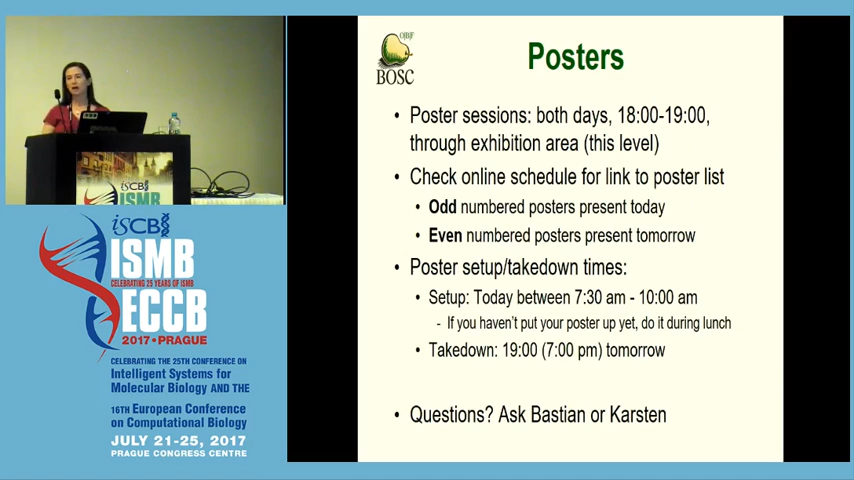 iSCB
ISMB
iSCB
ISMB
CELEBRATING 25 YEARS OF ISMB
ECCB
2017 • PRAGUE
CELEBRATING THE 25TH CONFERENCE ON
Intelligent Systems for
Molecular Biology AND THE
16TH European Conference
on Computational Biology
JULY 21-25, 2017
PRAGUE CONGRESS CENTRE
OBF
BOSC
Posters
• Poster sessions: both days, 18:00-19:00,
through exhibition area (this level)
• Check online schedule for link to poster list
• Odd numbered posters present today
• Even numbered posters present tomorrow
• Poster setup/takedown times:
• Setup: Today between 7:30 am - 10:00 am
- If you haven't put your poster up yet, do it during lunch
• Takedown: 19:00 (7:00 pm) tomorrow
• Questions? Ask Bastian or Karsten